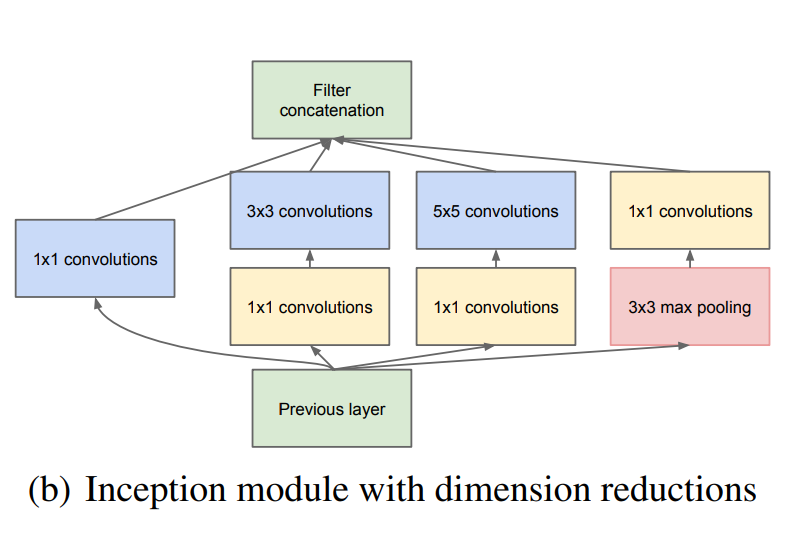 Filter
concatenation
3x3 convolutions
5x5 convolutions
1x1 convolutions
1x1 convolutions
1x1 convolutions
1x1 convolutions
3x3 max pooling
Previous layer
(b) Inception module with dimension reductions